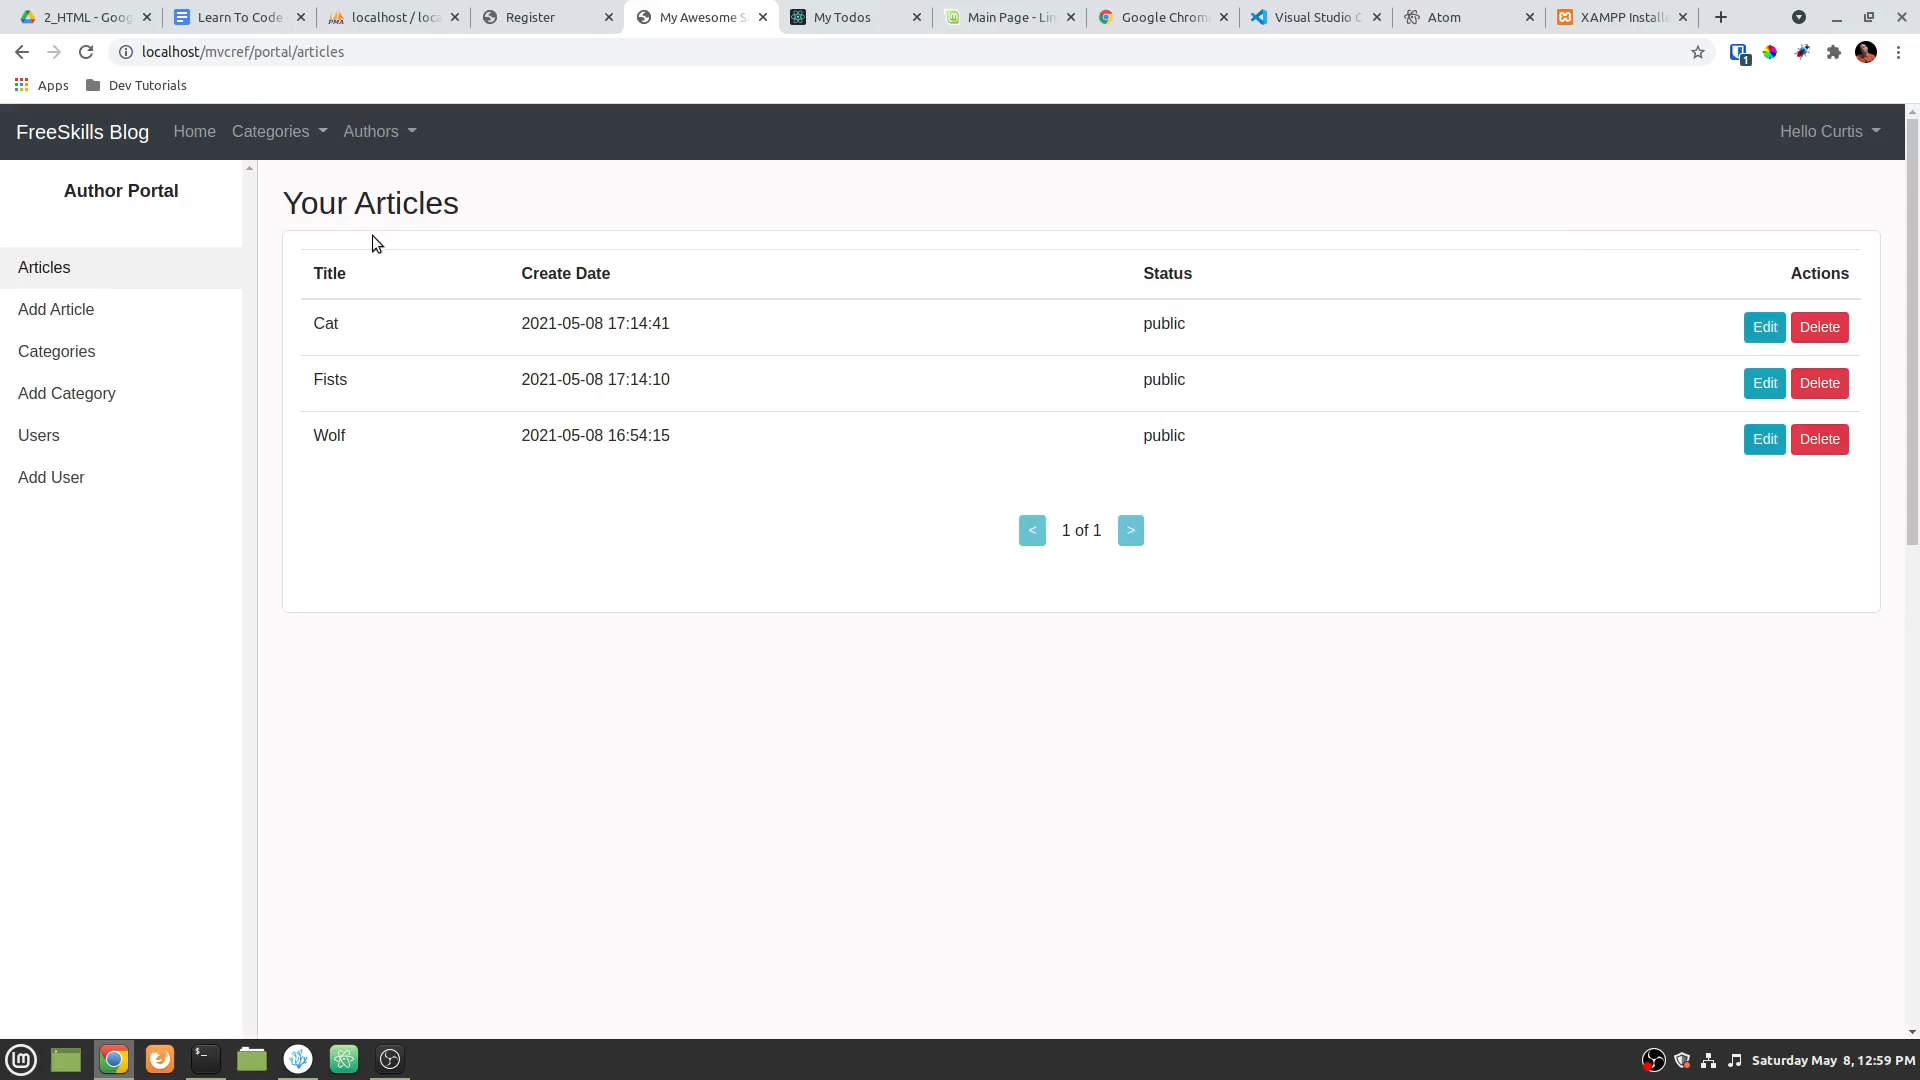 2_HTML - Goog
Learn To Code
localhost / loca
Register
My Awesome S
My Todos
Main Page - Lin
Google Chrom
Visual Studio C
Atom
XAMPP Installe
localhost/mvcref/portal/articles
1
Apps
Dev Tutorials
FreeSkills Blog
Home
Categories
Authors
Hello Curtis
Author Portal
Articles
Add Article
Categories
Add Category
Users
Add User
Your Articles
Title Create Date Status Actions
Cat 2021-05-08 17:14:41 public Edit Delete
Fists 2021-05-08 17:14:10 public Edit Delete
Wolf 2021-05-08 16:54:15 public Edit Delete
< 1 of 1 >
Saturday May 8, 12:59 PM